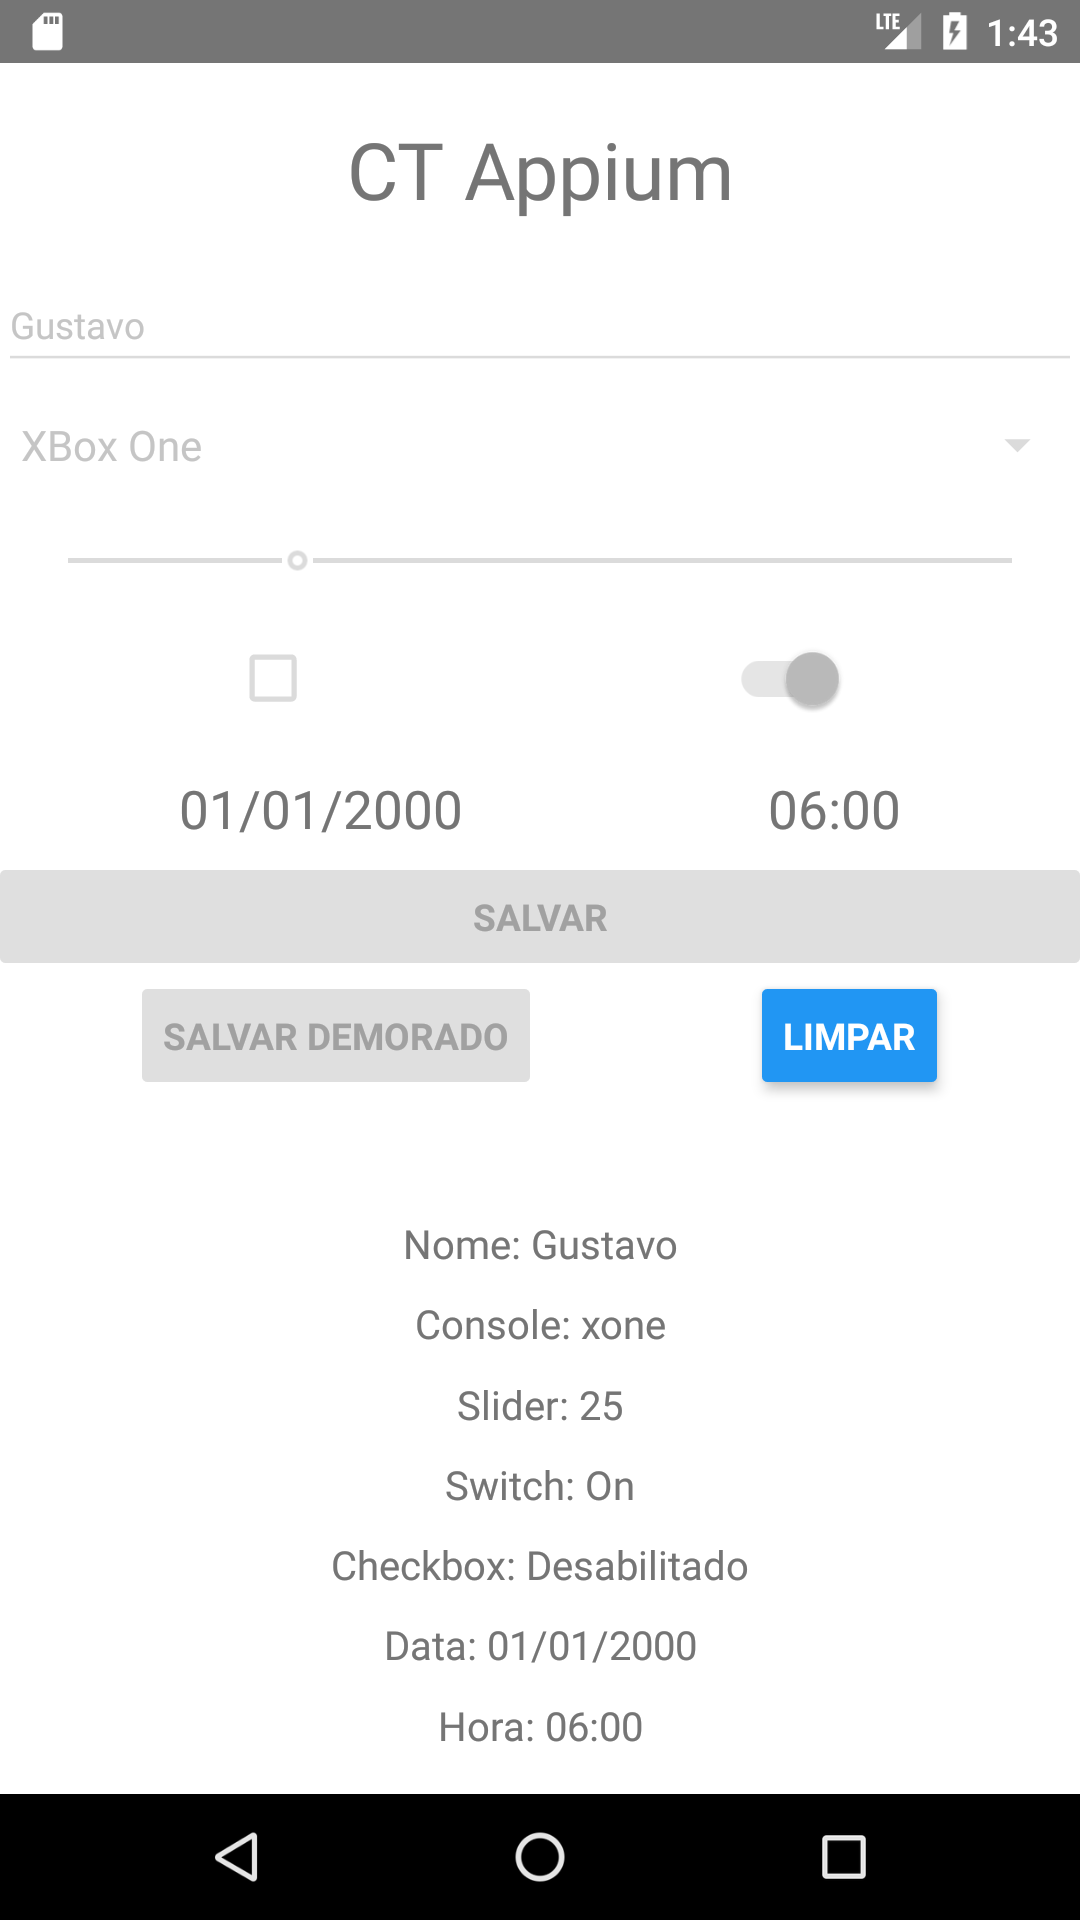 LTE 1:43
CT Appium
Gustavo
XBox One
01/01/2000 06:00
SALVAR
SALVAR DEMORADO LIMPAR
Nome: Gustavo
Console: xone
Slider: 25
Switch: On
Checkbox: Desabilitado
Data: 01/01/2000
Hora: 06:00